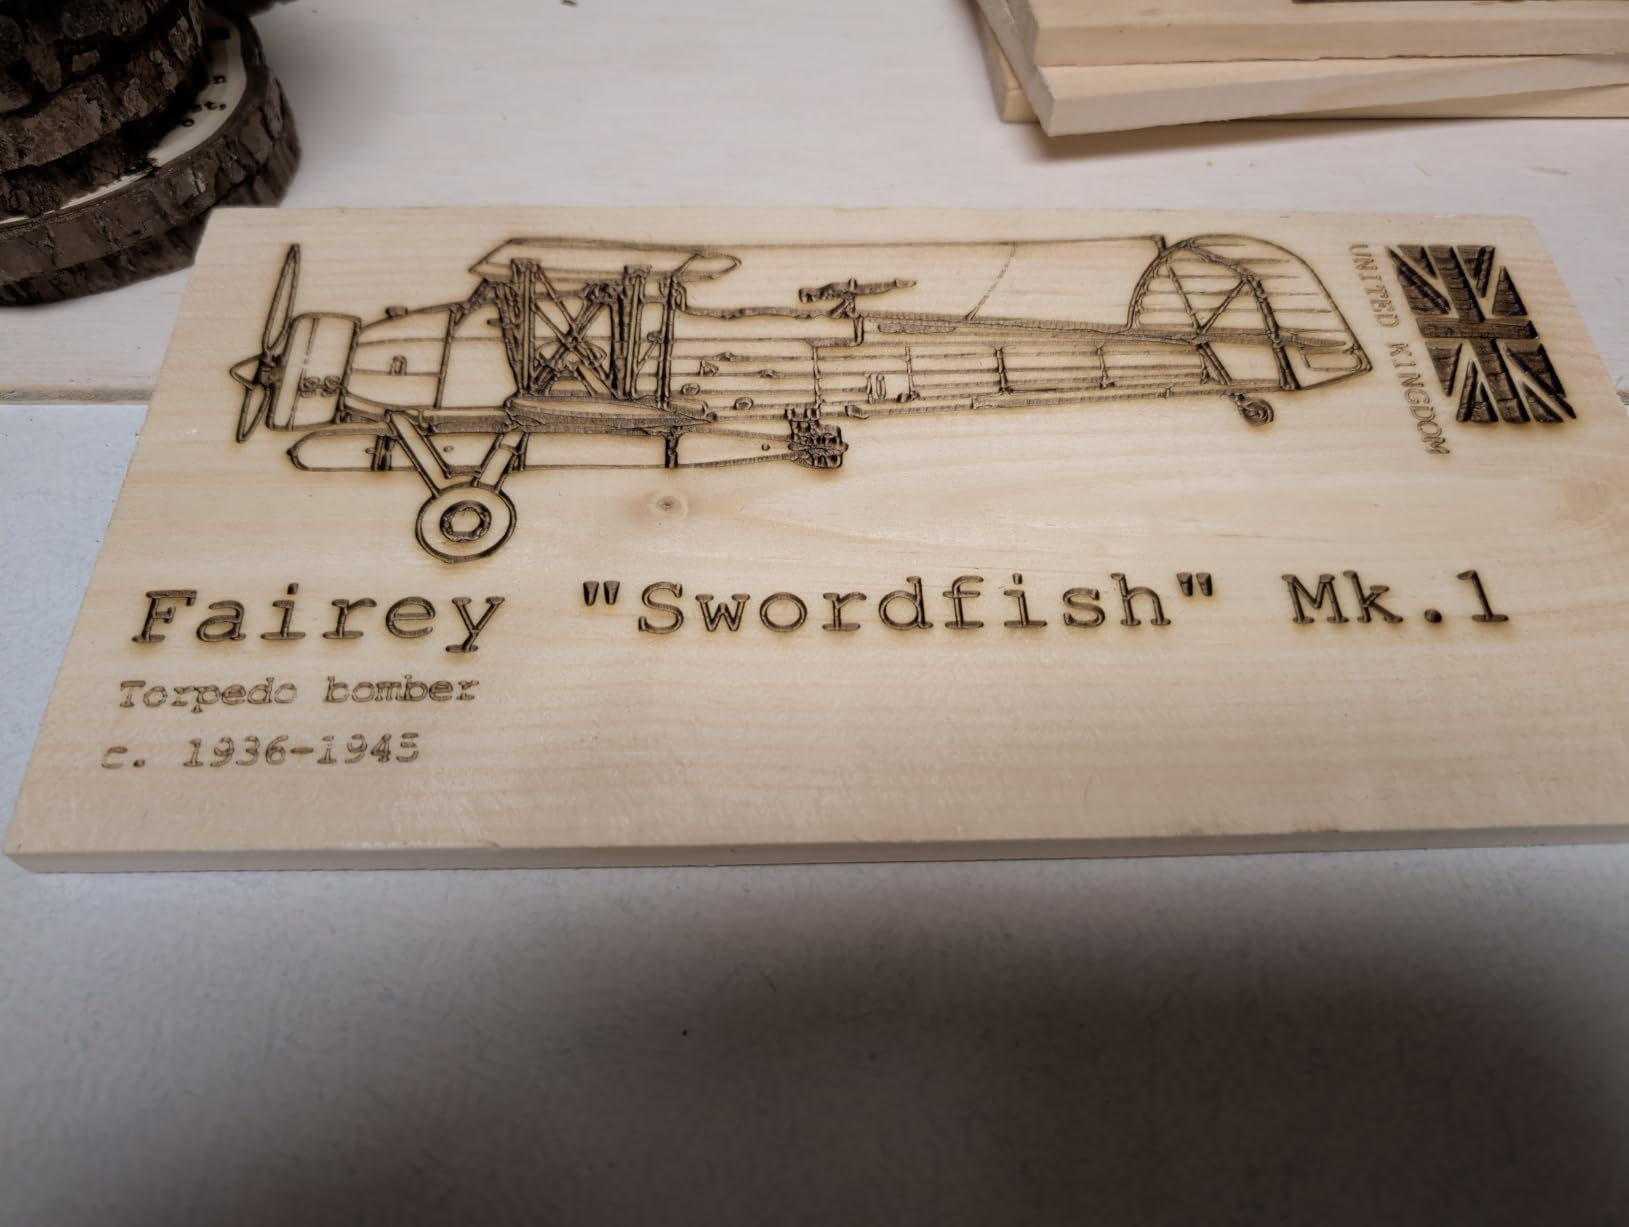 UNITED KINGDOM
Fairey "Swordfish" Mk.1
Torpedo bomber
c. 1936-1945